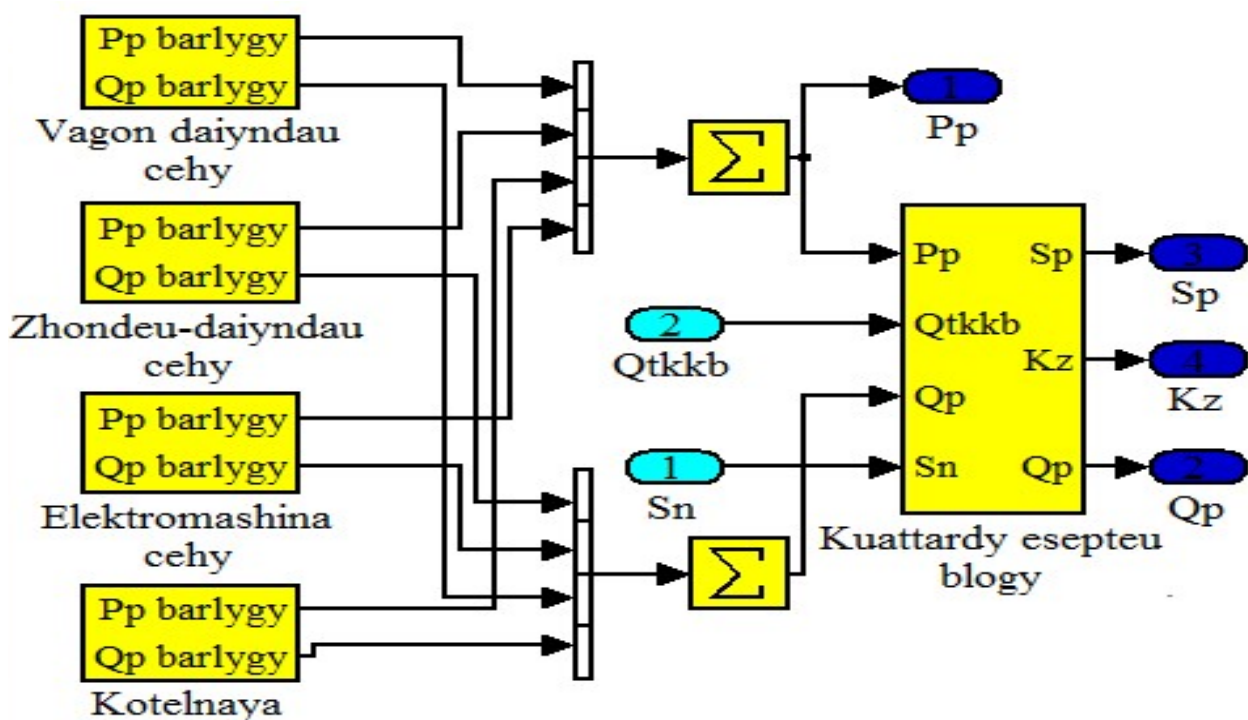 Pp barlygy
Qp barlygy
Vagon daiyndau
cehy
Pp barlygy
Qp barlygy
Zhondeu-daiyndau
cehy
Pp barlygy
Qp barlygy
Elektromashina
cehy
Pp barlygy
Qp barlygy
Kotelnaya
Σ
1
Pp
2
Qtkkb
1
Sn
Σ
Pp
Qtkkb
Qp
Sn
Sp
Kz
Qp
Kuattardy esepteu
blogy
3
Sp
4
Kz
2
Qp